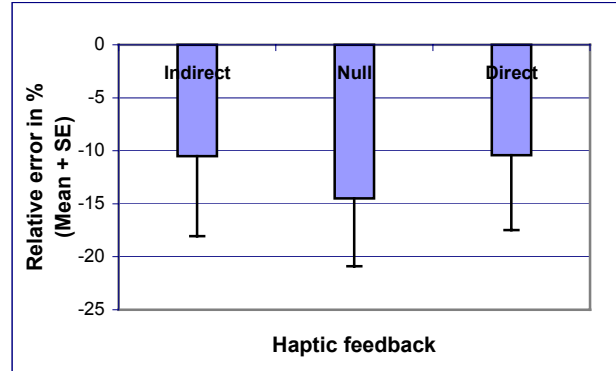 0
Indirect Null Direct
-5
-10
-15
-20
-25
Relative error in %
(Mean + SE)
Haptic feedback